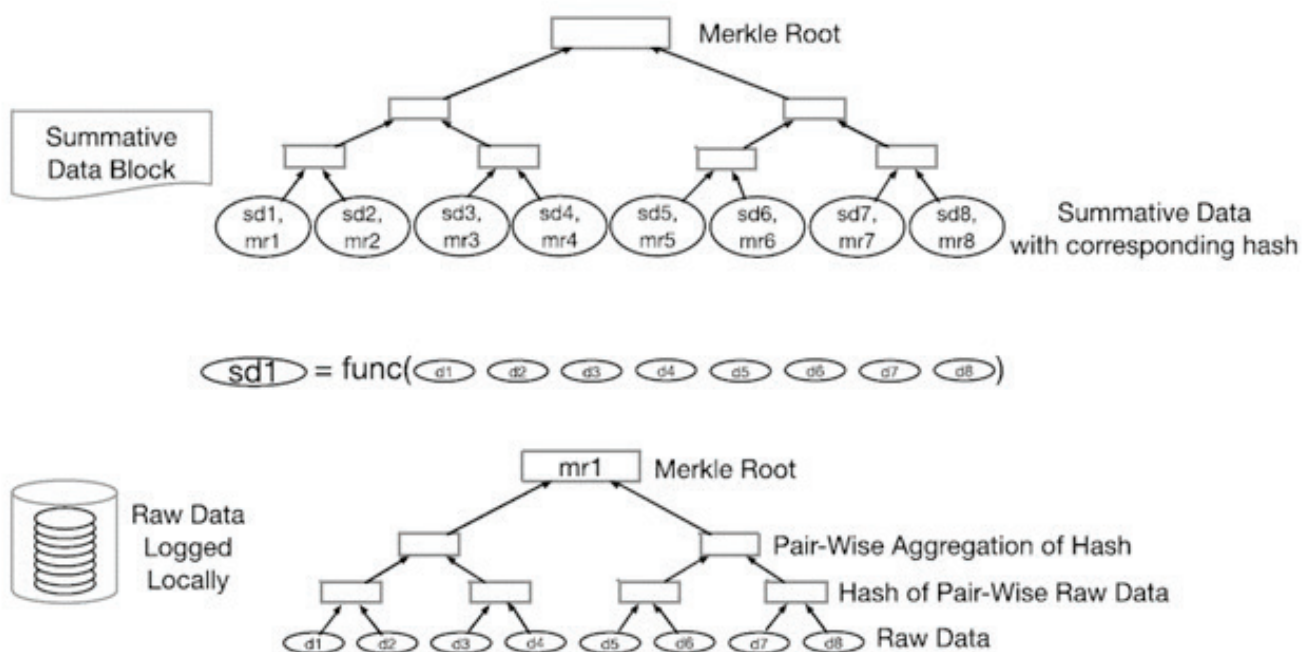 Merkle Root
Summative
Data Block
sd1, sd2, sd3, sd4, sd5, sd6, sd7, sd8,
mr1 mr2 mr3 mr4 mr5 mr6 mr7 mr8
Summative Data
with corresponding hash
sd1 = func( d1 d2 d3 d4 d5 d6 d7 d8 )
mr1 Merkle Root
Raw Data
Logged
Locally
Pair-Wise Aggregation of Hash
Hash of Pair-Wise Raw Data
d1 d2 d3 d4 d5 d6 d7 d8 Raw Data